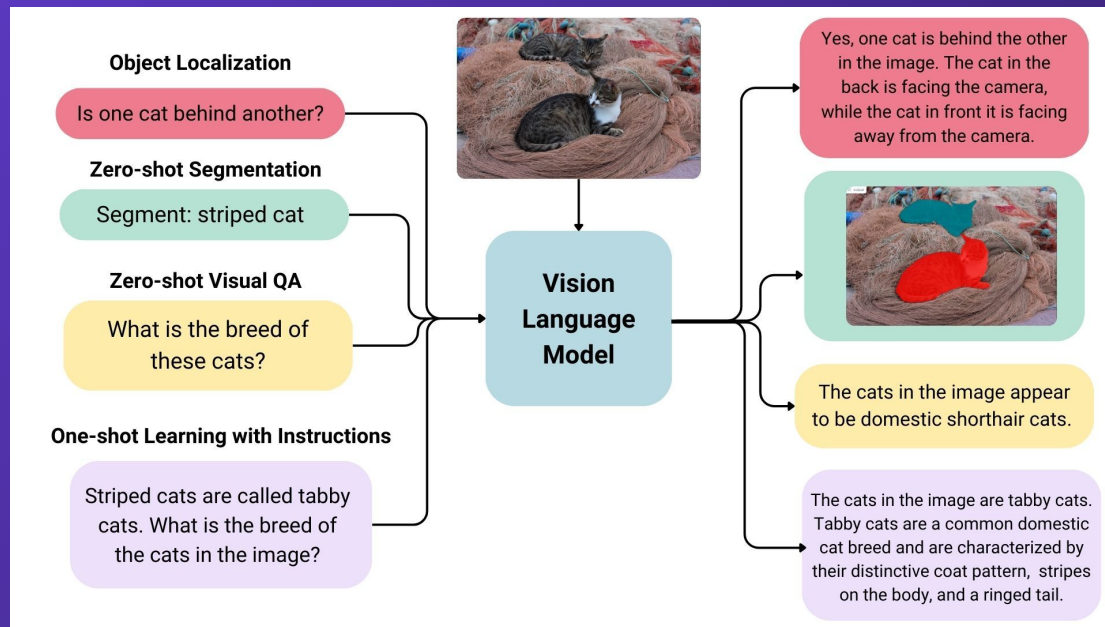 Object Localization
Is one cat behind another?
Zero-shot Segmentation
Segment: striped cat
Zero-shot Visual QA
What is the breed of
these cats?
One-shot Learning with Instructions
Striped cats are called tabby
cats. What is the breed of
the cats in the image?
Vision
Language
Model
Yes, one cat is behind the other
in the image. The cat in the
back is facing the camera,
while the cat in front it is facing
away from the camera.
The cats in the image appear
to be domestic shorthair cats.
The cats in the image are tabby cats.
Tabby cats are a common domestic
cat breed and are characterized by
their distinctive coat pattern, stripes
on the body, and a ringed tail.